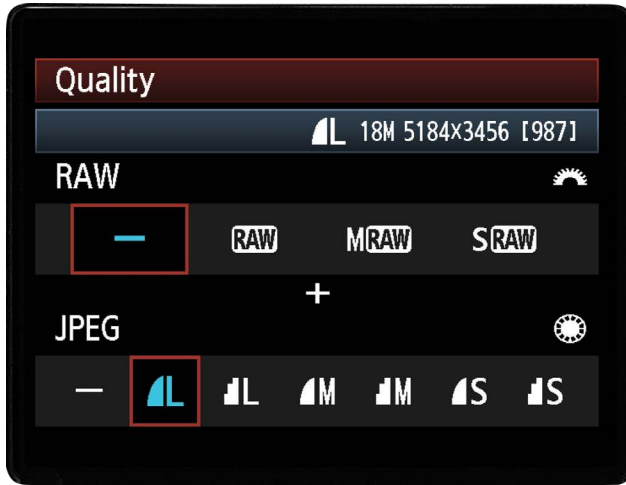 Quality
L 18M 5184x3456 [987]
RAW
— RAW MRAW SRAW
+
JPEG
— L L M M S S